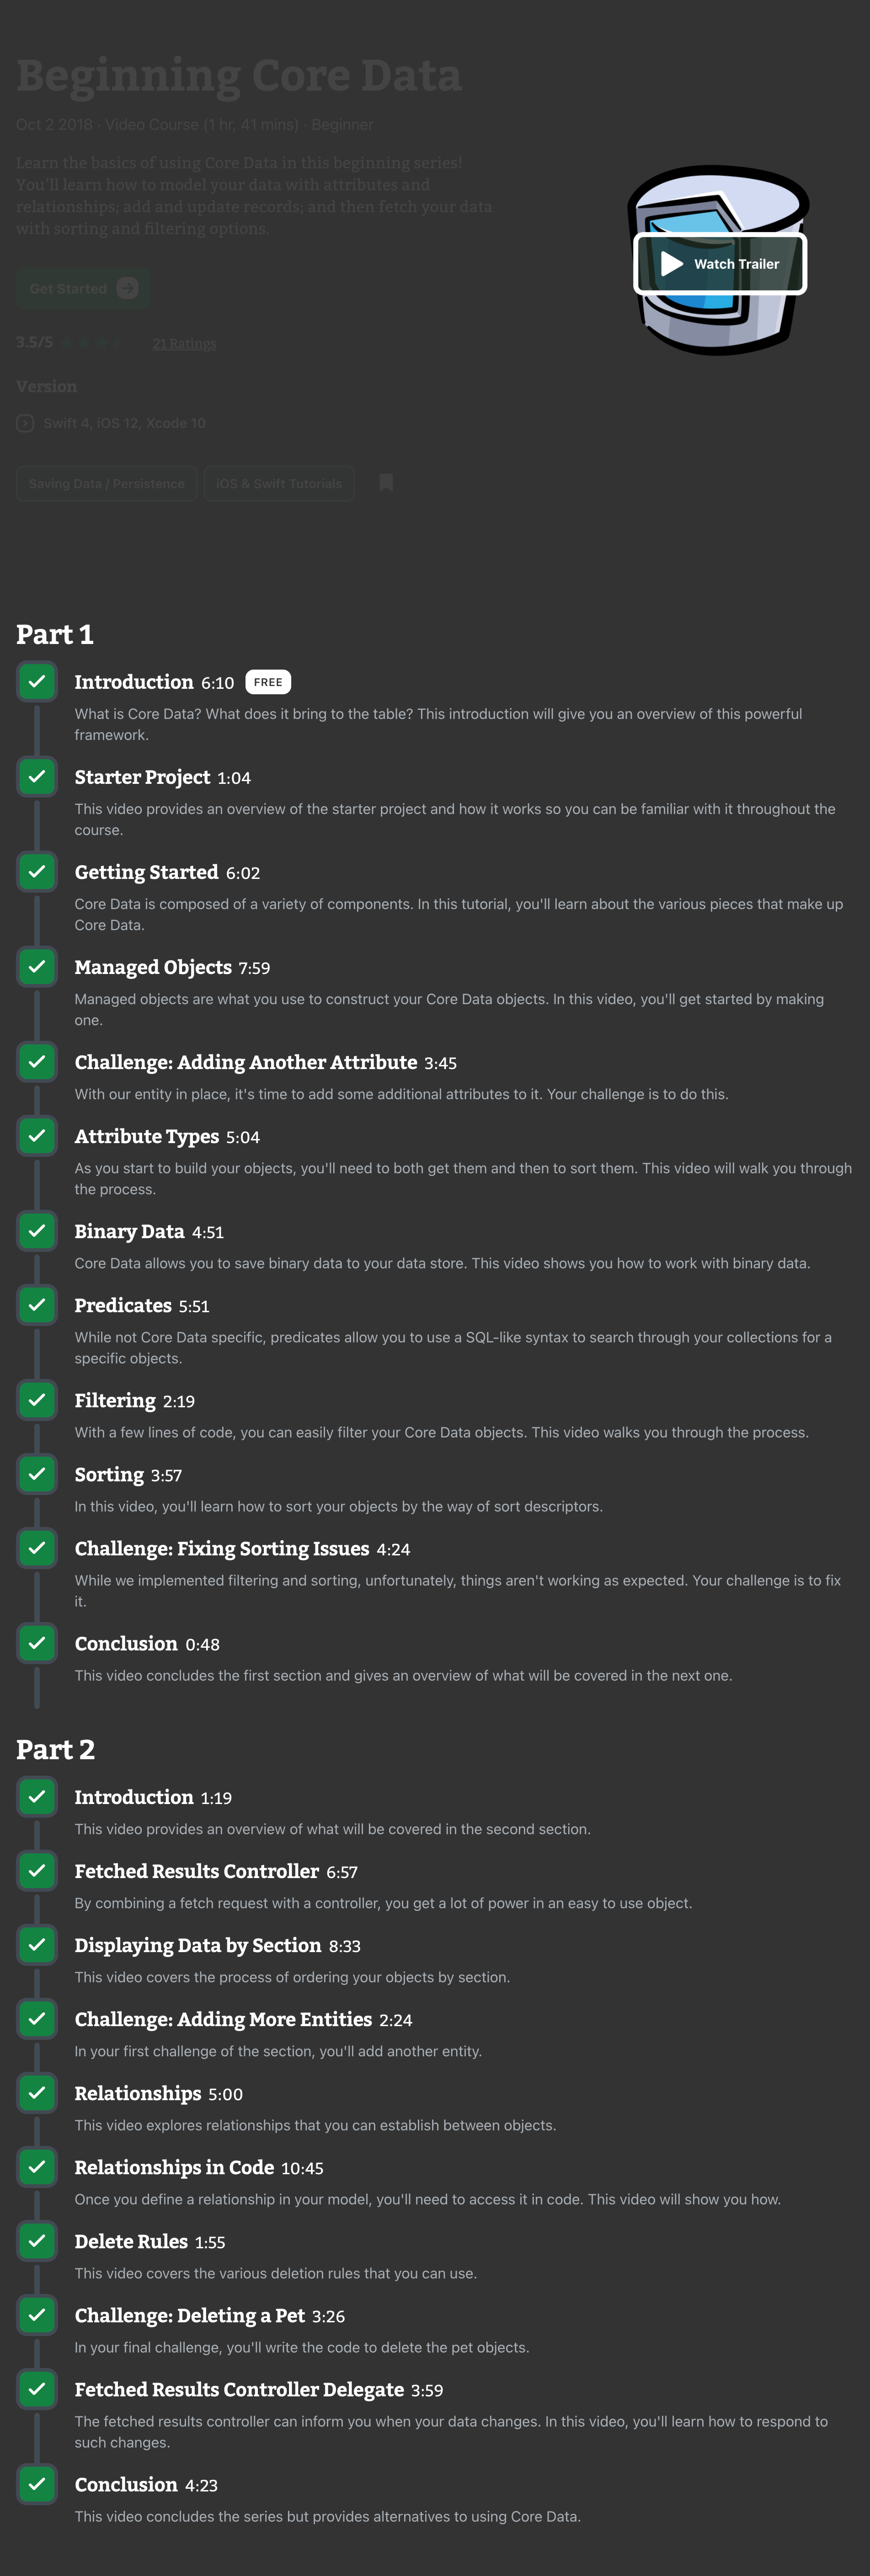 Beginning Core Data
Oct 2 2018 · Video Course (1 hr, 41 mins) · Beginner
Learn the basics of using Core Data in this beginning series!
You'll learn how to model your data with attributes and
relationships; add and update records; and then fetch your data
with sorting and filtering options.
Watch Trailer
Get Started
3.5/5 21 Ratings
Version
Swift 4, iOS 12, Xcode 10
Saving Data / Persistence iOS & Swift Tutorials
Part 1
Introduction 6:10 FREE
What is Core Data? What does it bring to the table? This introduction will give you an overview of this powerful
framework.
Starter Project 1:04
This video provides an overview of the starter project and how it works so you can be familiar with it throughout the
course.
Getting Started 6:02
Core Data is composed of a variety of components. In this tutorial, you'll learn about the various pieces that make up
Core Data.
Managed Objects 7:59
Managed objects are what you use to construct your Core Data objects. In this video, you'll get started by making
one.
Challenge: Adding Another Attribute 3:45
With our entity in place, it's time to add some additional attributes to it. Your challenge is to do this.
Attribute Types 5:04
As you start to build your objects, you'll need to both get them and then to sort them. This video will walk you through
the process.
Binary Data 4:51
Core Data allows you to save binary data to your data store. This video shows you how to work with binary data.
Predicates 5:51
While not Core Data specific, predicates allow you to use a SQL-like syntax to search through your collections for a
specific objects.
Filtering 2:19
With a few lines of code, you can easily filter your Core Data objects. This video walks you through the process.
Sorting 3:57
In this video, you'll learn how to sort your objects by the way of sort descriptors.
Challenge: Fixing Sorting Issues 4:24
While we implemented filtering and sorting, unfortunately, things aren't working as expected. Your challenge is to fix
it.
Conclusion 0:48
This video concludes the first section and gives an overview of what will be covered in the next one.
Part 2
Introduction 1:19
This video provides an overview of what will be covered in the second section.
Fetched Results Controller 6:57
By combining a fetch request with a controller, you get a lot of power in an easy to use object.
Displaying Data by Section 8:33
This video covers the process of ordering your objects by section.
Challenge: Adding More Entities 2:24
In your first challenge of the section, you'll add another entity.
Relationships 5:00
This video explores relationships that you can establish between objects.
Relationships in Code 10:45
Once you define a relationship in your model, you'll need to access it in code. This video will show you how.
Delete Rules 1:55
This video covers the various deletion rules that you can use.
Challenge: Deleting a Pet 3:26
In your final challenge, you'll write the code to delete the pet objects.
Fetched Results Controller Delegate 3:59
The fetched results controller can inform you when your data changes. In this video, you'll learn how to respond to
such changes.
Conclusion 4:23
This video concludes the series but provides alternatives to using Core Data.